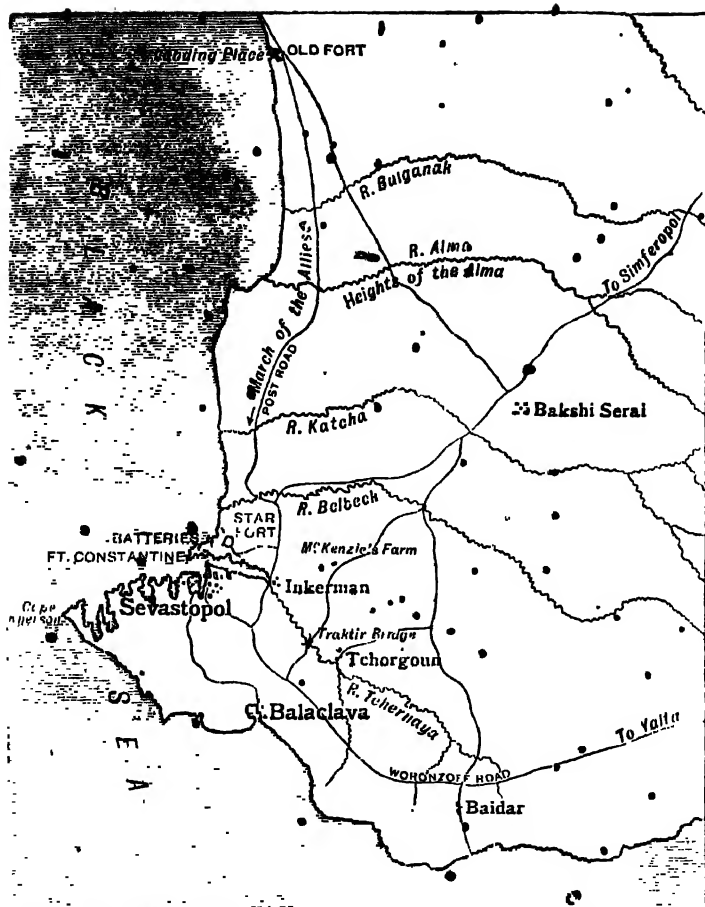 Landing Place
OLD FORT
R. Bulganak
R. Alma
Heights of the Alma
To Simferopol
March of the Allies
POST ROAD
BLACK SEA
R. Katcha
Bakshi Serai
R. Belbeck
STAR
FORT
BATTERIES
FT. CONSTANTINE
McKenzie's Farm
Inkerman
Sevastopol
Cape
Traktir Bridge
Tchorgoun
R. Tchernaya
Balaclava
To Yalta
WORONZOFF ROAD
Baidar